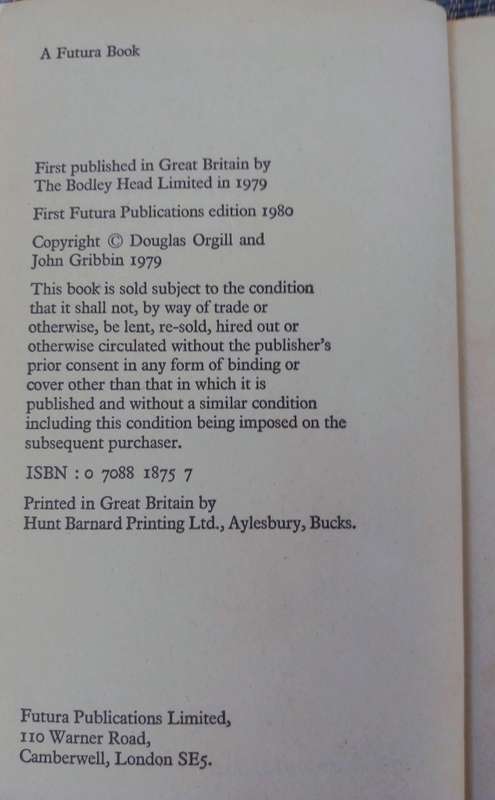 A Futura Book
First published in Great Britain by
The Bodley Head Limited in 1979
First Futura Publications edition 1980
Copyright © Douglas Orgill and
John Gribbin 1979
This book is sold subject to the condition
that it shall not, by way of trade or
otherwise, be lent, re-sold, hired out or
otherwise circulated without the publisher's
prior consent in any form of binding or
cover other than that in which it is
published and without a similar condition
including this condition being imposed on the
subsequent purchaser.
ISBN : 0 7088 1875 7
Printed in Great Britain by
Hunt Barnard Printing Ltd., Aylesbury, Bucks.
Futura Publications Limited,
110 Warner Road,
Camberwell, London SE5.